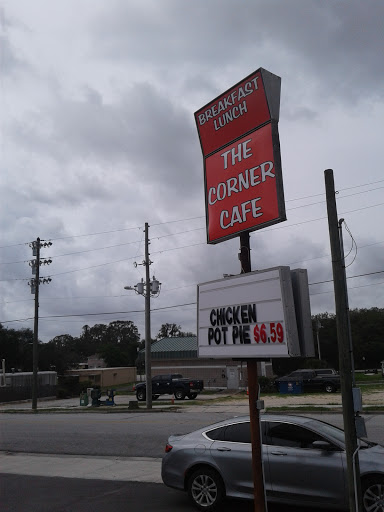 BREAKFAST
LUNCH
THE
CORNER
CAFE
CHICKEN
POT PIE $6.59